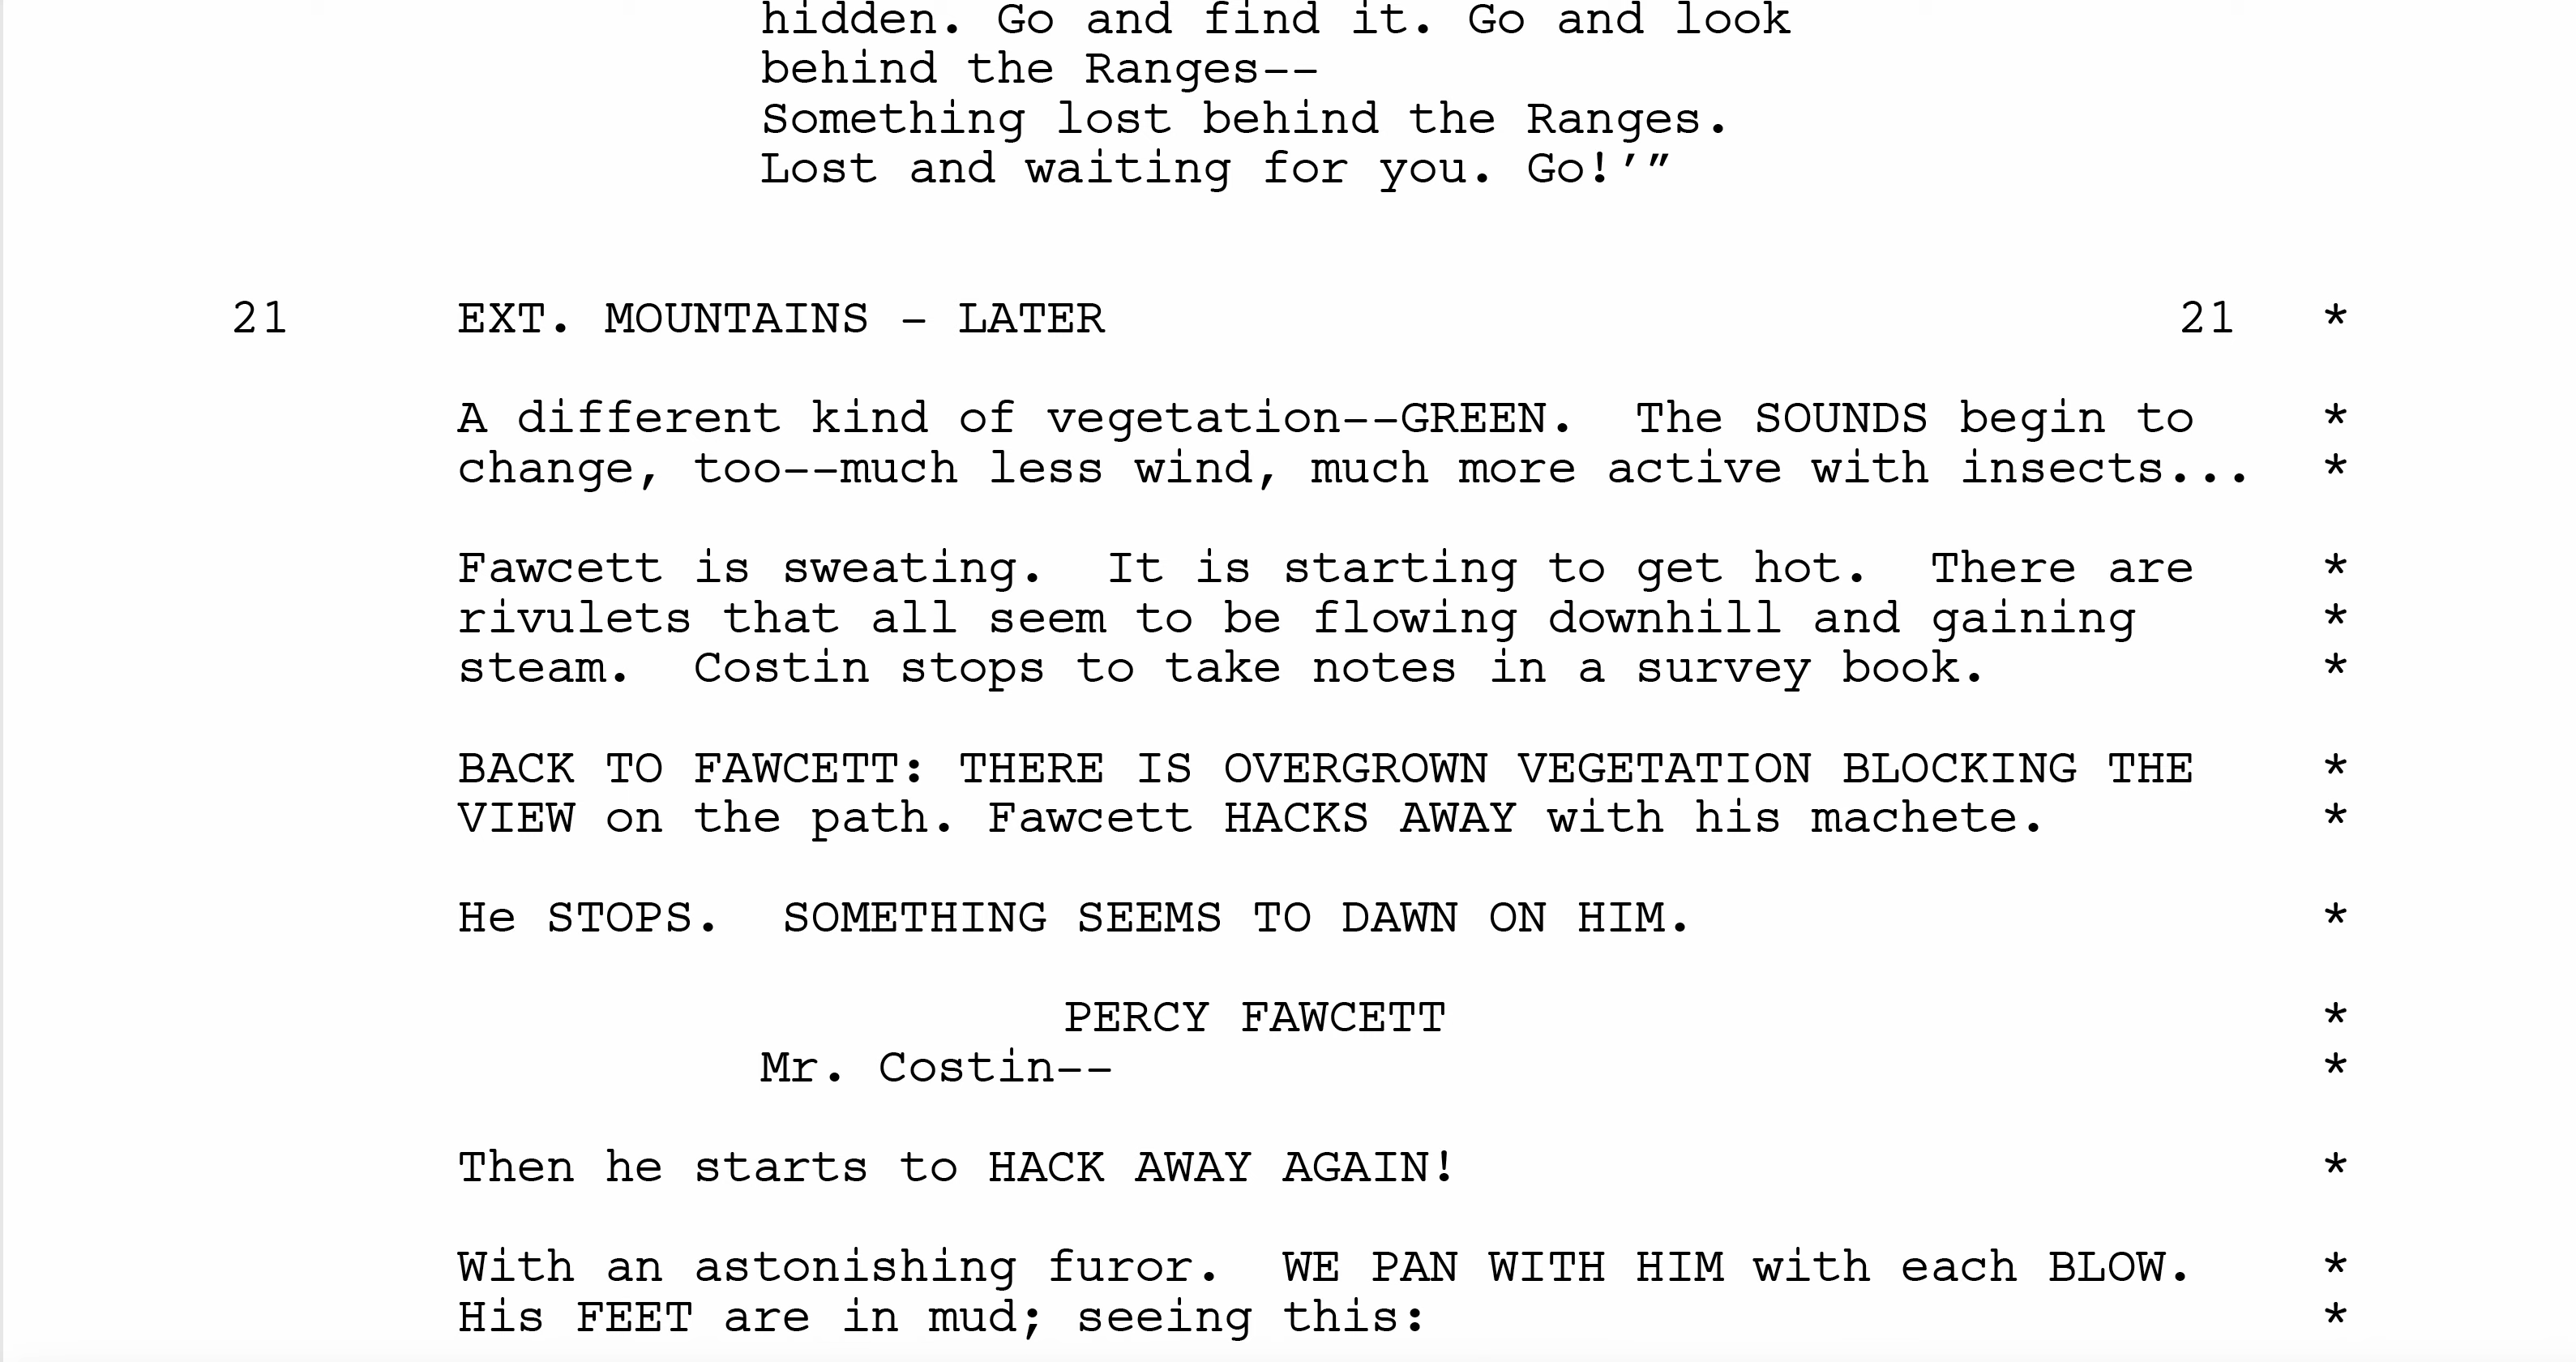 hidden. Go and find it. Go and look
behind the Ranges--
Something lost behind the Ranges.
Lost and waiting for you. Go!’”
21 EXT. MOUNTAINS - LATER 21 *
A different kind of vegetation--GREEN.  The SOUNDS begin to *
change, too--much less wind, much more active with insects... *
Fawcett is sweating.  It is starting to get hot.  There are *
rivulets that all seem to be flowing downhill and gaining *
steam.  Costin stops to take notes in a survey book. *
BACK TO FAWCETT: THERE IS OVERGROWN VEGETATION BLOCKING THE *
VIEW on the path. Fawcett HACKS AWAY with his machete. *
He STOPS.  SOMETHING SEEMS TO DAWN ON HIM. *
PERCY FAWCETT *
Mr. Costin-- *
Then he starts to HACK AWAY AGAIN! *
With an astonishing furor.  WE PAN WITH HIM with each BLOW. *
His FEET are in mud; seeing this: *